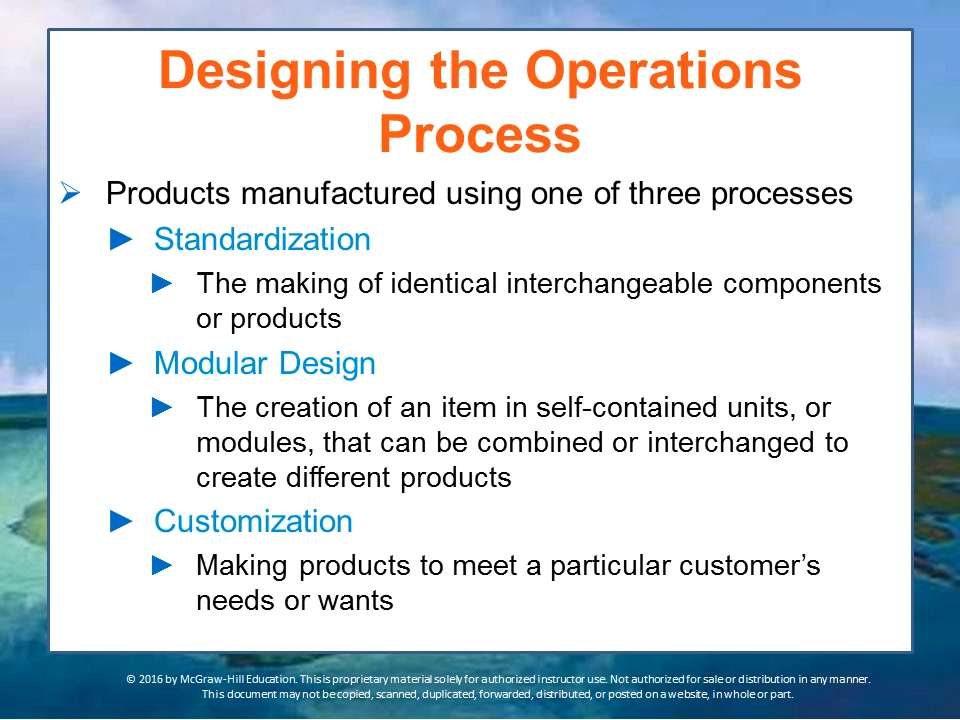 Designing the Operations
Process
Products manufactured using one of three processes
Standardization
The making of identical interchangeable components
or products
Modular Design
The creation of an item in self-contained units, or
modules, that can be combined or interchanged to
create different products
Customization
Making products to meet a particular customer’s
needs or wants
© 2016 by McGraw-Hill Education. This is proprietary material solely for authorized instructor use. Not authorized for sale or distribution in any manner.
This document may not be copied, scanned, duplicated, forwarded, distributed, or posted on a website, in whole or part.